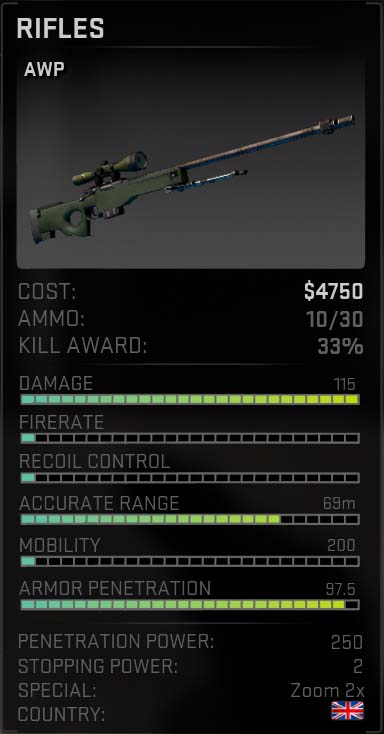 RIFLES
AWP
COST: $4750
AMMO: 10/30
KILL AWARD: 33%
DAMAGE 115
FIRERATE
RECOIL CONTROL
ACCURATE RANGE 69m
MOBILITY 200
ARMOR PENETRATION 97.5
PENETRATION POWER: 250
STOPPING POWER: 2
SPECIAL: Zoom 2x
COUNTRY: